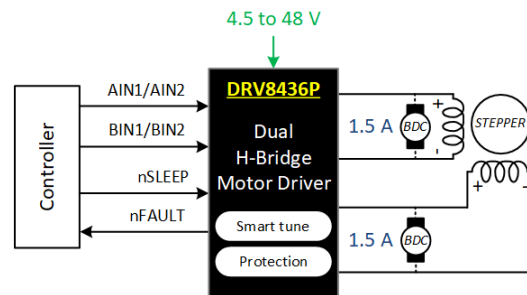 4.5 to 48 V
Controller
AIN1/AIN2
BIN1/BIN2
nSLEEP
nFAULT
DRV8436P
Dual
H-Bridge
Motor Driver
Smart tune
Protection
1.5 A
BDC
+
-
STEPPER
+
-
1.5 A
BDC